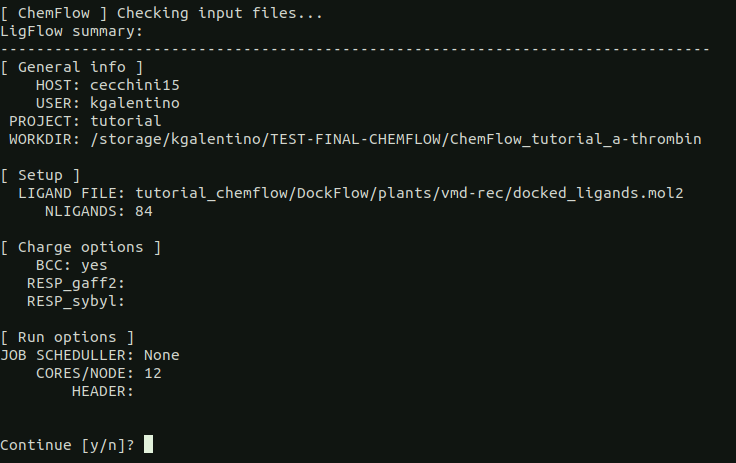 [ ChemFlow ] Checking input files...
LigFlow summary:
-------------------------------------------------------------------------------
[ General info ]
    HOST: cecchini15
    USER: kgalentino
 PROJECT: tutorial
 WORKDIR: /storage/kgalentino/TEST-FINAL-CHEMFLOW/ChemFlow_tutorial_a-thrombin

[ Setup ]
  LIGAND FILE: tutorial_chemflow/DockFlow/plants/vmd-rec/docked_ligands.mol2
     NLIGANDS: 84

[ Charge options ]
    BCC: yes
   RESP_gaff2:
   RESP_sybyl:

[ Run options ]
JOB SCHEDULLER: None
    CORES/NODE: 12
        HEADER:

Continue [y/n]?